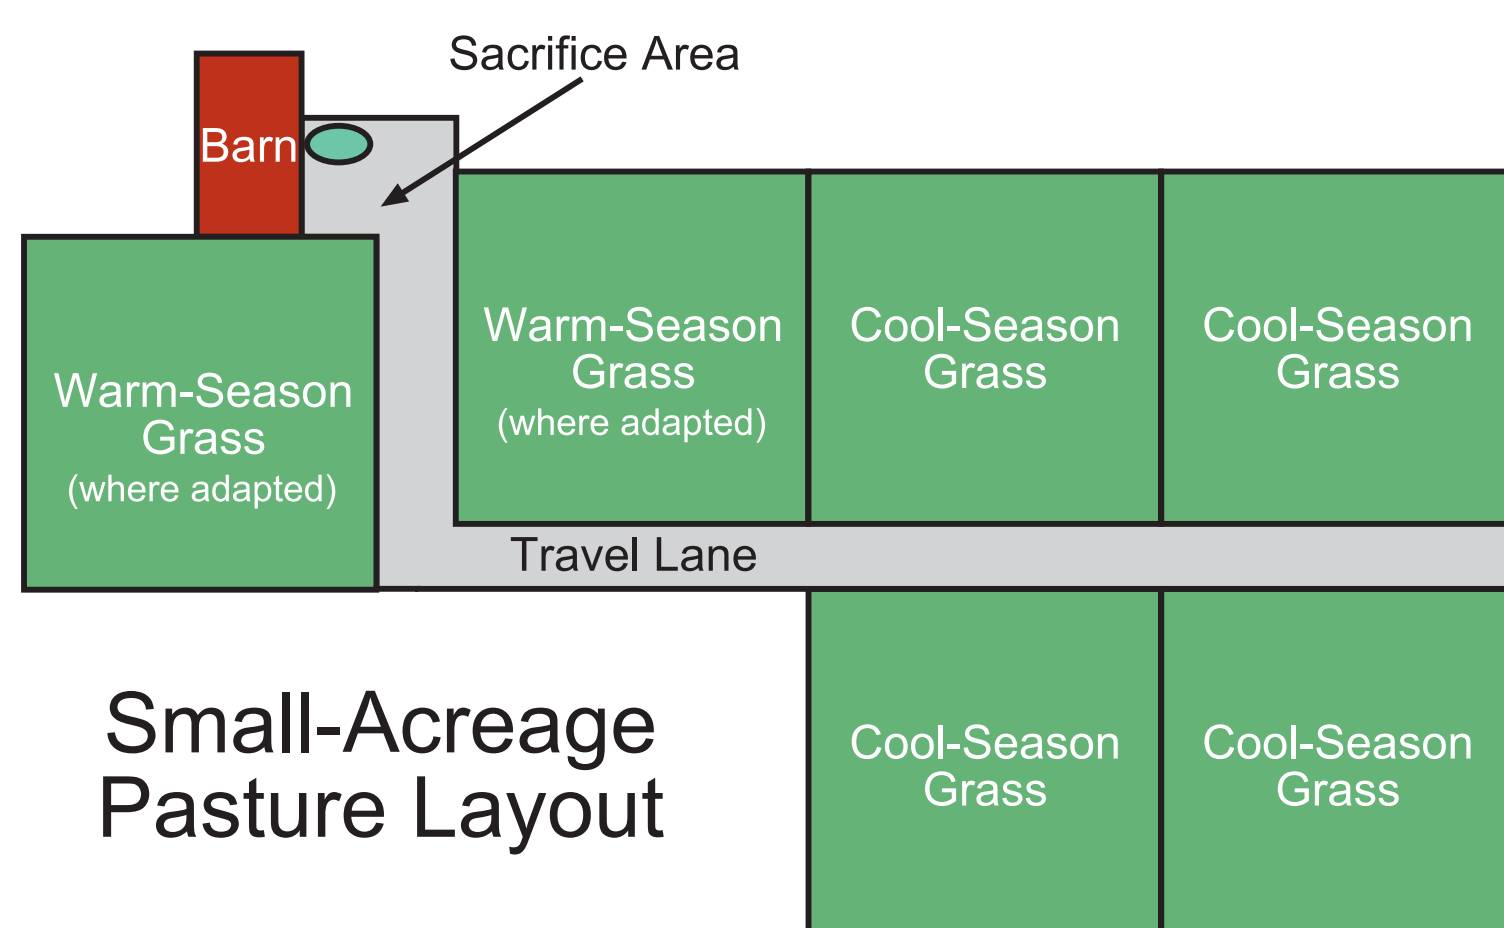 Sacrifice Area
Barn
Warm-Season
Grass
(where adapted)
Warm-Season
Grass
(where adapted)
Cool-Season
Grass
Cool-Season
Grass
Travel Lane
Small-Acreage
Pasture Layout
Cool-Season
Grass
Cool-Season
Grass